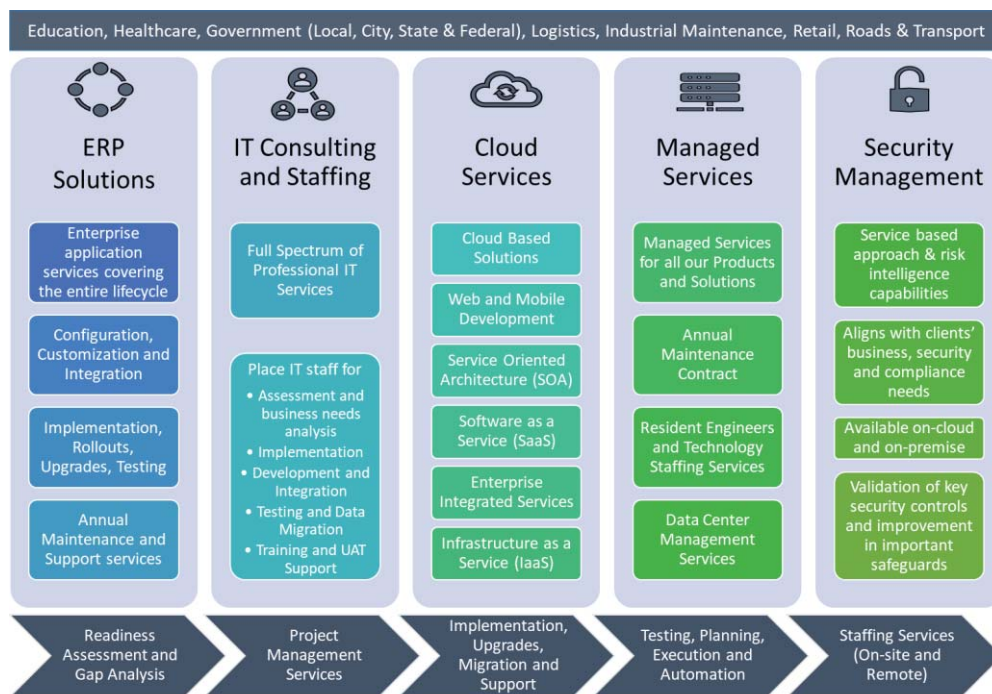 Education, Healthcare, Government (Local, City, State & Federal), Logistics, Industrial Maintenance, Retail, Roads & Transport
ERP
Solutions
Enterprise
application
services covering
the entire lifecycle
Configuration,
Customization and
Integration
Implementation,
Rollouts,
Upgrades, Testing
Annual
Maintenance and
Support services
IT Consulting
and Staffing
Full Spectrum of
Professional IT
Services
Place IT staff for
• Assessment and
business needs
analysis
• Implementation
• Development and
Integration
• Testing and Data
Migration
• Training and UAT
Support
Cloud
Services
Cloud Based
Solutions
Web and Mobile
Development
Service Oriented
Architecture (SOA)
Software as a
Service (SaaS)
Enterprise
Integrated Services
Infrastructure as a
Service (IaaS)
Managed
Services
Managed Services
for all our Products
and Solutions
Annual
Maintenance
Contract
Resident Engineers
and Technology
Staffing Services
Data Center
Management
Services
Security
Management
Service based
approach & risk
intelligence
capabilities
Aligns with clients’
business, security
and compliance
needs
Available on-cloud
and on-premise
Validation of key
security controls
and improvement
in important
safeguards
Readiness
Assessment and
Gap Analysis
Project
Management
Services
Implementation,
Upgrades,
Migration and
Support
Testing, Planning,
Execution and
Automation
Staffing Services
(On-site and
Remote)